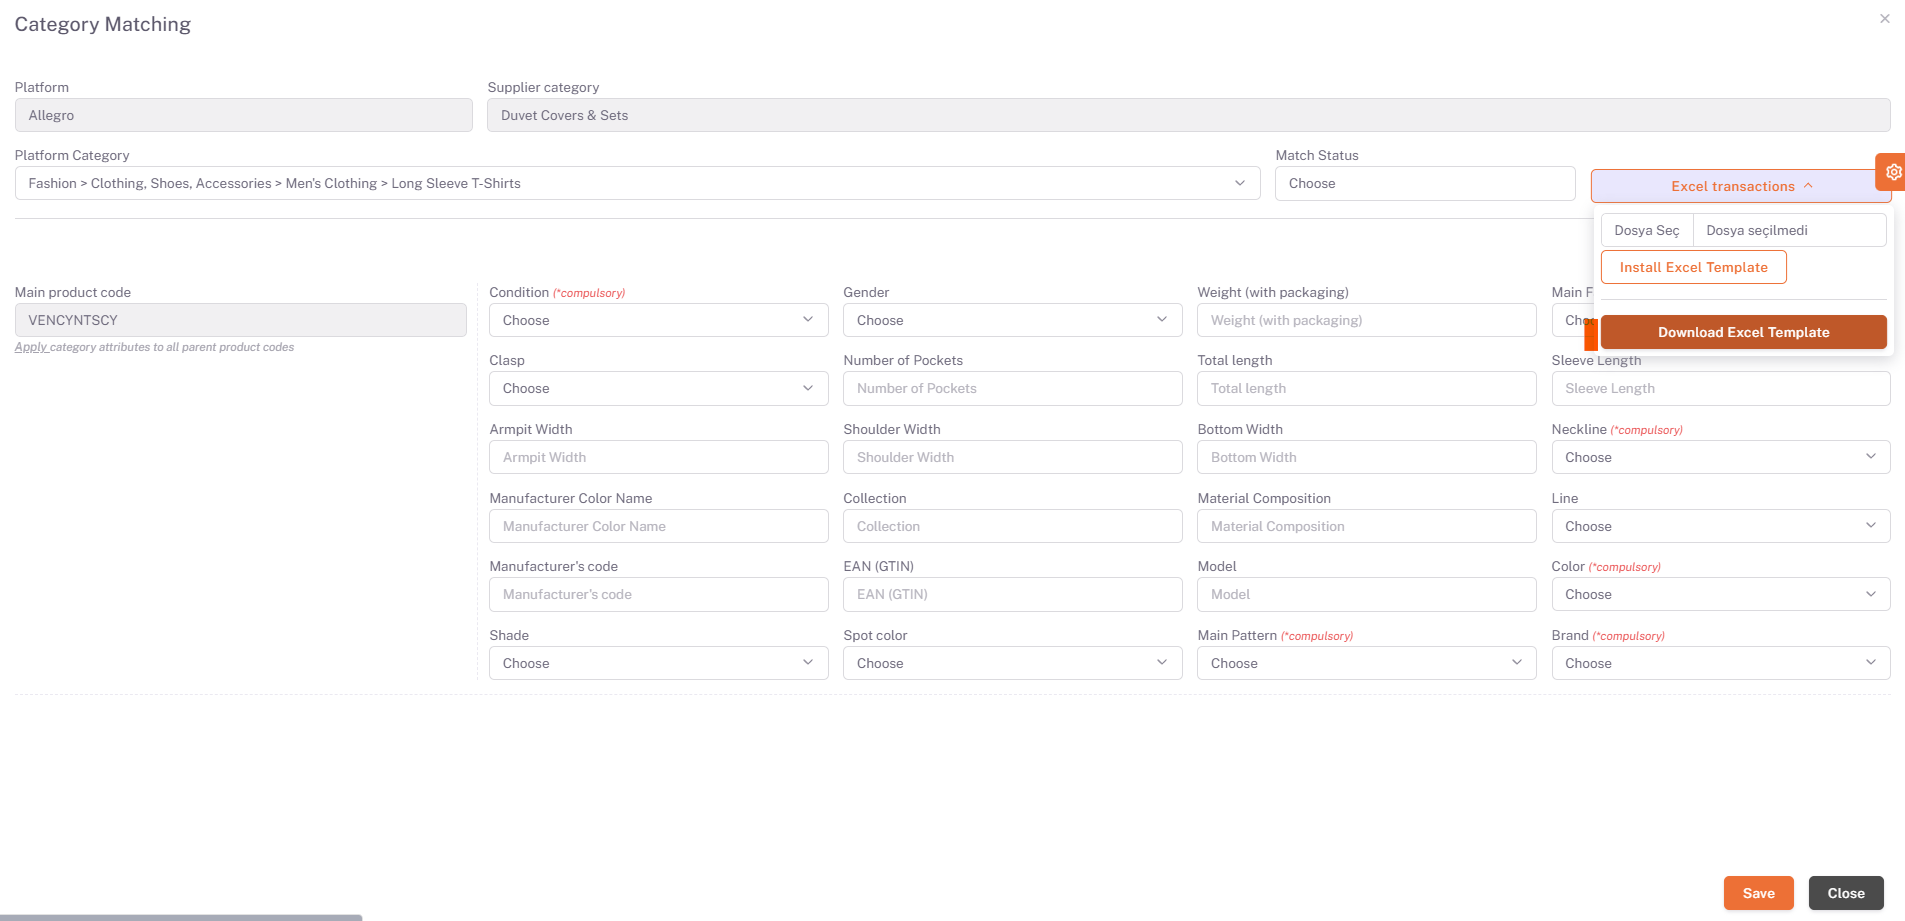 Category Matching
Platform
Supplier category
Allegro
Duvet Covers & Sets
Platform Category
Match Status
Fashion > Clothing, Shoes, Accessories > Men's Clothing > Long Sleeve T-Shirts
Choose
Excel transactions
Dosya Seç
Dosya seçilmedi
Install Excel Template
Download Excel Template
Main product code
Condition (*compulsory)
Gender
Weight (with packaging)
Main F
VENCYNTSCY
Choose
Choose
Weight (with packaging)
Choo
Apply category attributes to all parent product codes
Clasp
Number of Pockets
Total length
Sleeve Length
Choose
Number of Pockets
Total length
Sleeve Length
Armpit Width
Shoulder Width
Bottom Width
Neckline (*compulsory)
Armpit Width
Shoulder Width
Bottom Width
Choose
Manufacturer Color Name
Collection
Material Composition
Line
Manufacturer Color Name
Collection
Material Composition
Choose
Manufacturer's code
EAN (GTIN)
Model
Color (*compulsory)
Manufacturer's code
EAN (GTIN)
Model
Choose
Shade
Spot color
Main Pattern (*compulsory)
Brand (*compulsory)
Choose
Choose
Choose
Choose
Save
Close